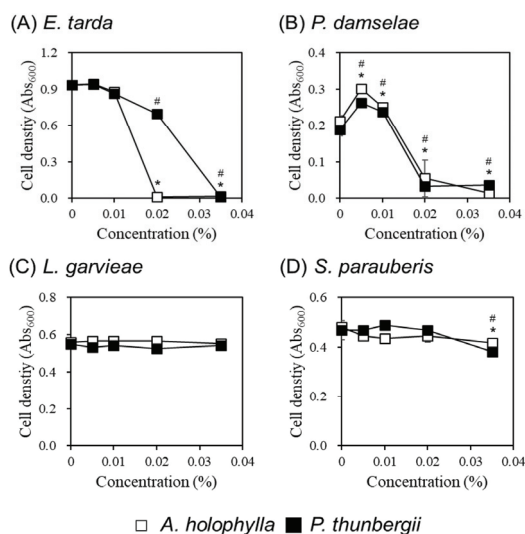 (A) E. tarda
Cell denstiy (Abs600)
1.2
0.9
0.6
0.3
0.0
#
*
#
*
0 0.01 0.02 0.03 0.04
Concentration (%)
(B) P. damselae
Cell denstiy (Abs600)
0.4
0.3
0.2
0.1
0.0
#
*
#
*
#
*
#
*
0 0.01 0.02 0.03 0.04
Concentration (%)
(C) L. garvieae
Cell denstiy (Abs600)
0.8
0.6
0.4
0.2
0.0
0 0.01 0.02 0.03 0.04
Concentration (%)
(D) S. parauberis
Cell denstiy (Abs600)
0.6
0.4
0.2
0.0
#
*
0 0.01 0.02 0.03 0.04
Concentration (%)
A. holophylla P. thunbergii